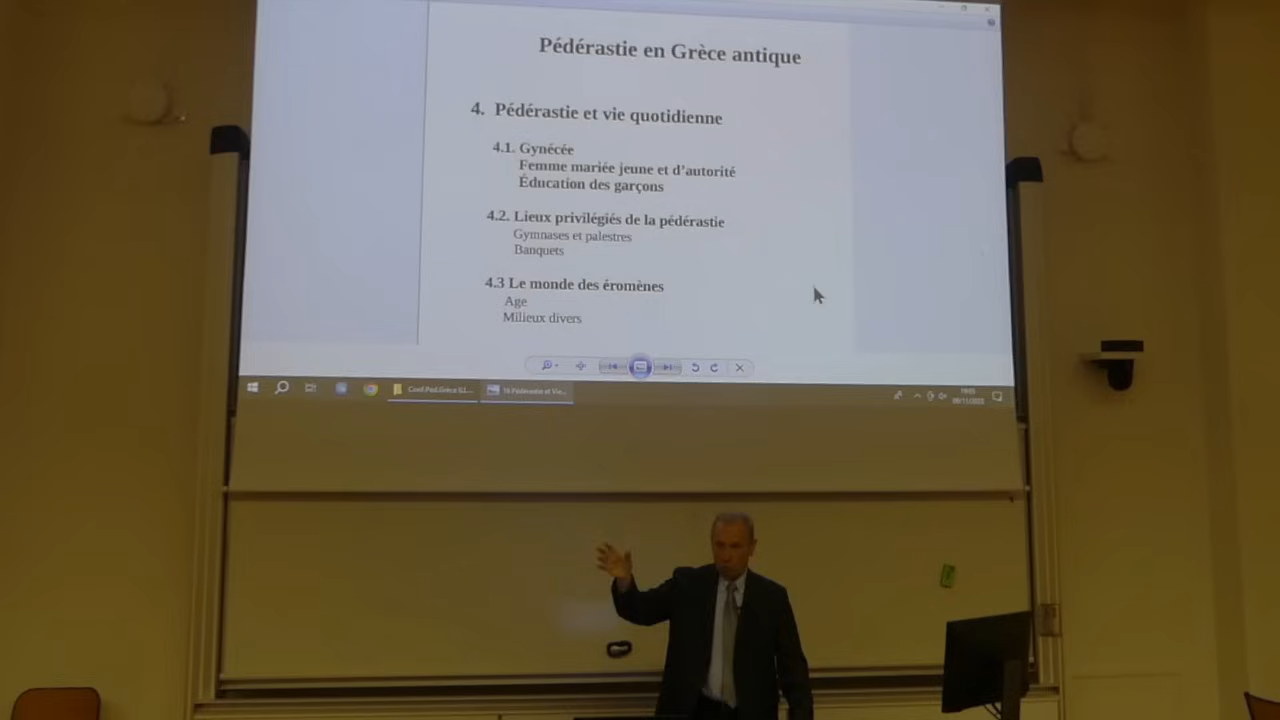 Pédérastie en Grèce antique
4. Pédérastie et vie quotidienne
4.1. Gynécée
Femme mariée jeune et d'autorité
Éducation des garçons
4.2. Lieux privilégiés de la pédérastie
Gymnases et palestres
Banquets
4.3 Le monde des éromènes
Age
Milieux divers